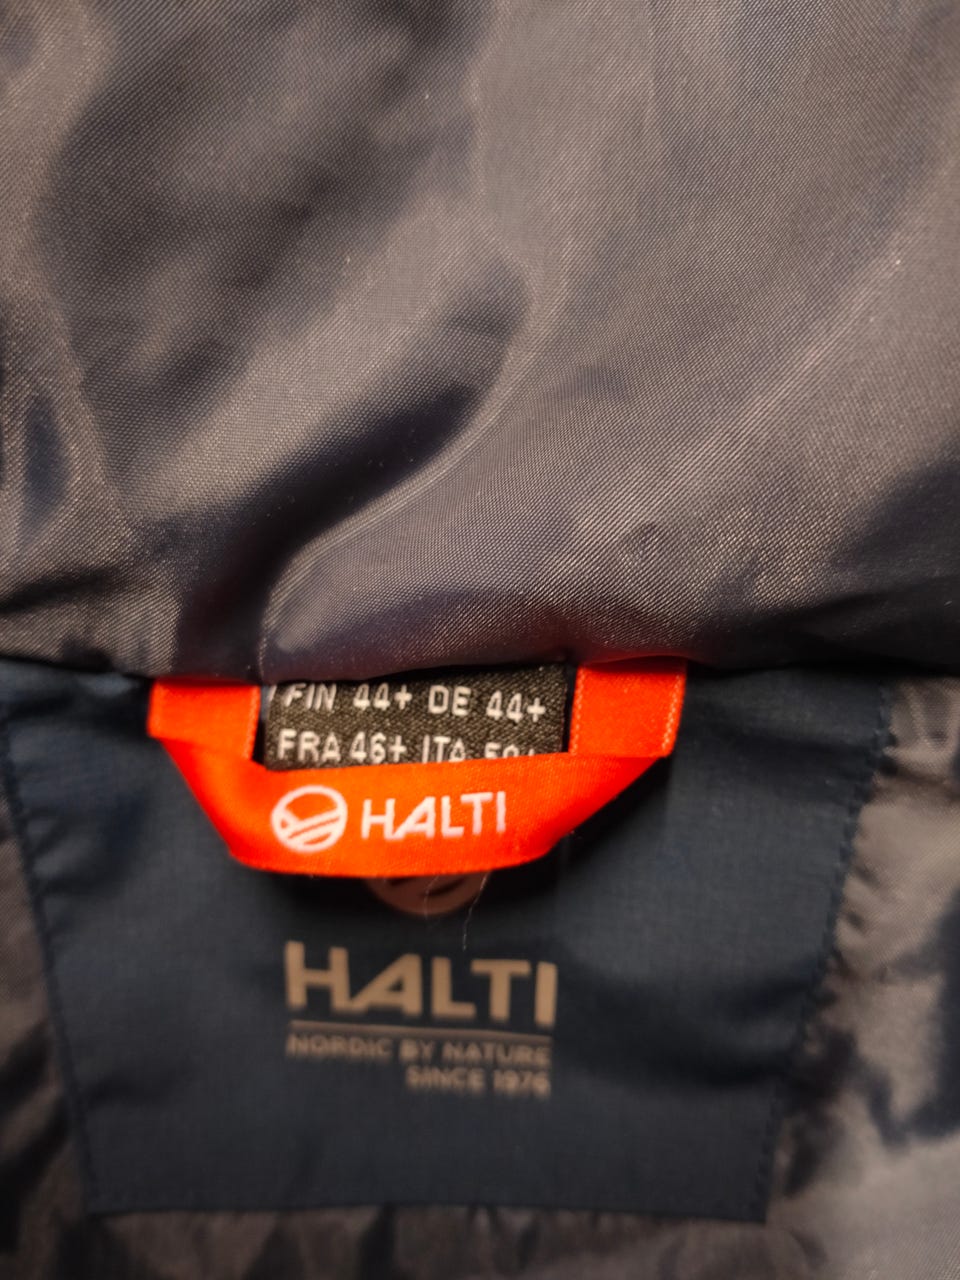 FIN 44+ DE 44+
FRA 46+ ITA
HALTI
HALTI
NORDIC BY NATURE
SINCE 1976